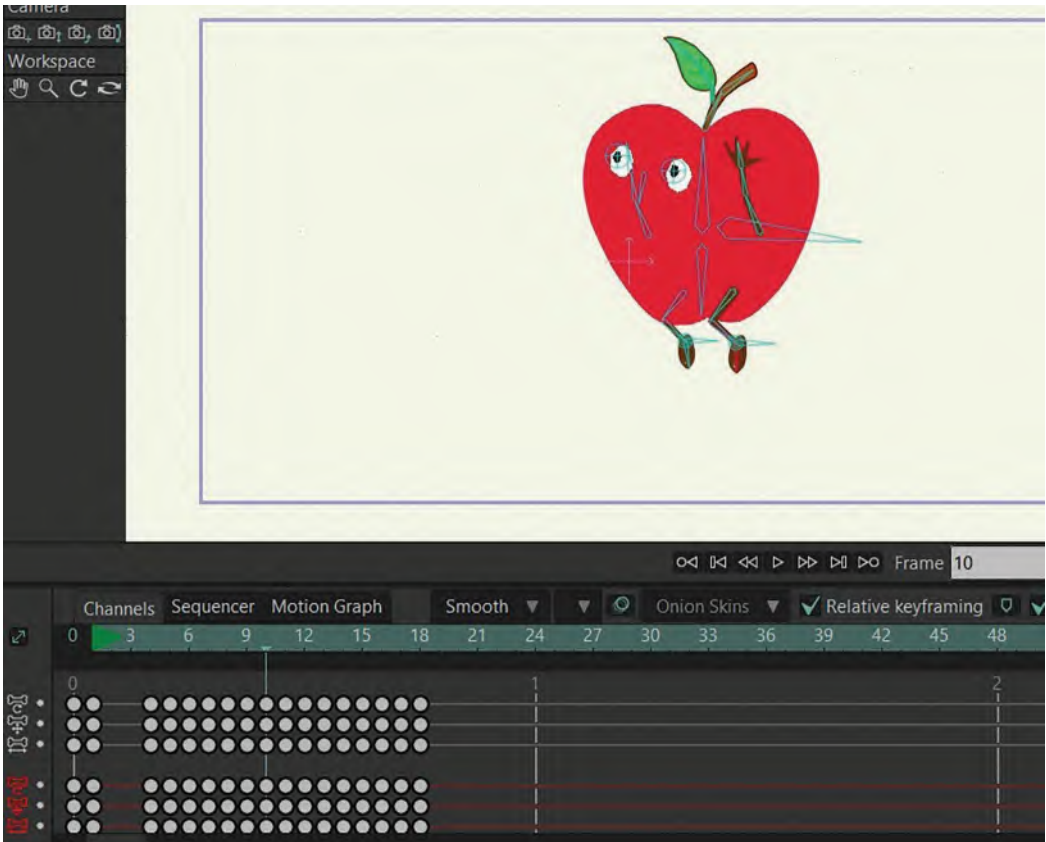 Camera
Workspace
Frame 10
Channels Sequencer Motion Graph Smooth Onion Skins Relative keyframing
0 3 6 9 12 15 18 21 24 27 30 33 36 39 42 45 48
0 1 2